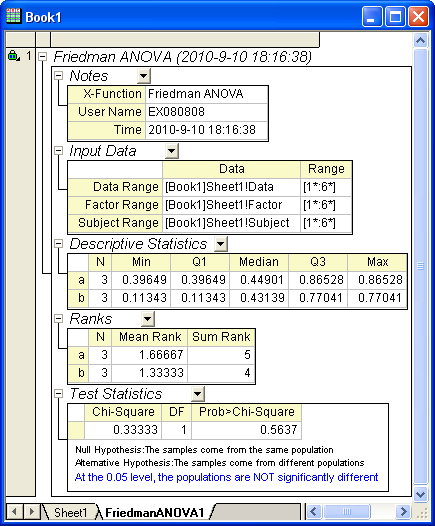 Book1
1 Friedman ANOVA (2010-9-10 18:16:38)
Notes
X-Function Friedman ANOVA
User Name EX080808
Time 2010-9-10 18:16:38
Input Data
Data Range
Data Range [Book1]Sheet1!Data [1*:6*]
Factor Range [Book1]Sheet1!Factor [1*:6*]
Subject Range [Book1]Sheet1!Subject [1*:6*]
Descriptive Statistics
N Min Q1 Median Q3 Max
a 3 0.39649 0.39649 0.44901 0.86528 0.86528
b 3 0.11343 0.11343 0.43139 0.77041 0.77041
Ranks
N Mean Rank Sum Rank
a 3 1.66667 5
b 3 1.33333 4
Test Statistics
Chi-Square DF Prob>Chi-Square
0.33333 1 0.5637
Null Hypothesis:The samples come from the same population
Alternative Hypothesis:The samples come from different populations
At the 0.05 level, the populations are NOT significantly different
Sheet1 FriedmanANOVA1